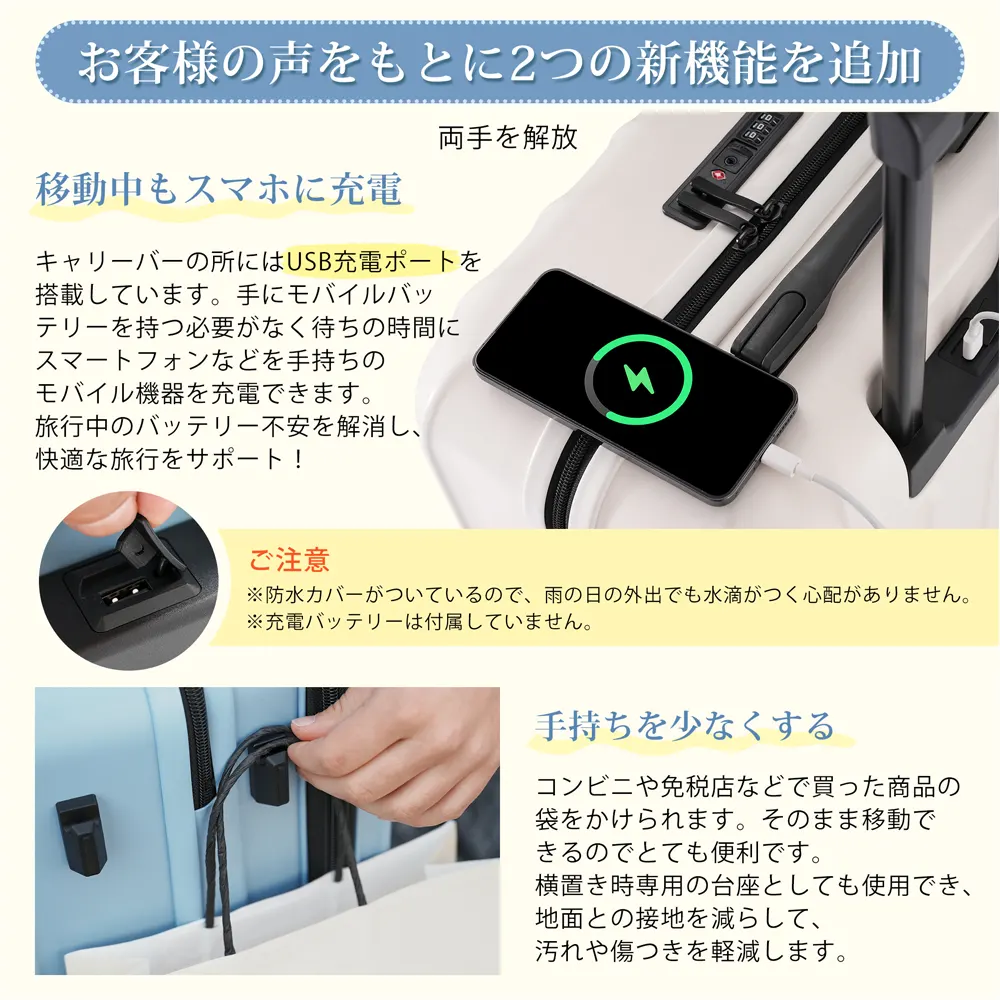 お客様の声をもとに2つの新機能を追加
両手を解放
移動中もスマホに充電
キャリーバーの所にはUSB充電ポートを
搭載しています。手にモバイルバッ
テリーを持つ必要がなく待ちの時間に
スマートフォンなどを手持ちの
モバイル機器を充電できます。
旅行中のバッテリー不安を解消し、
快適な旅行をサポート！
ご注意
※防水カバーがついているので、雨の日の外出でも水滴がつく心配がありません。
※充電バッテリーは付属していません。
手持ちを少なくする
コンビニや免税店などで買った商品の
袋をかけられます。そのまま移動で
きるのでとても便利です。
横置き時専用の台座としても使用でき、
地面との接地を減らして、
汚れや傷つきを軽減します。